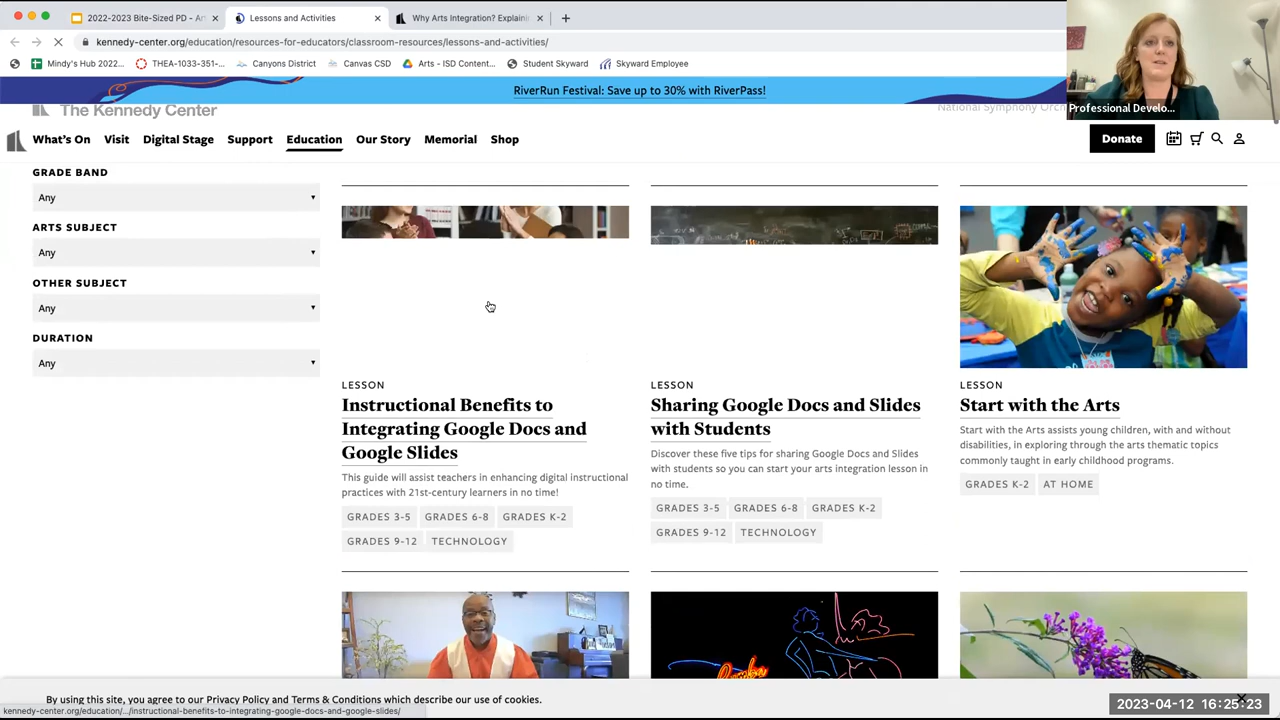 2022-2023 Bite-Sized PD - Ar
Lessons and Activities
Why Arts Integration? Explaini
kennedy-center.org/education/resources-for-educators/classroom-resources/lessons-and-activities/
Mindy's Hub 2022...
THEA-1033-351-...
Canyons District
Canvas CSD
Arts - ISD Content...
Student Skyward
Skyward Employee
RiverRun Festival: Save up to 30% with RiverPass!
The Kennedy Center
National Symphony Orch
Professional Develo...
What's On
Visit
Digital Stage
Support
Education
Our Story
Memorial
Shop
Donate
GRADE BAND
Any
ARTS SUBJECT
Any
OTHER SUBJECT
Any
DURATION
Any
LESSON
Instructional Benefits to
Integrating Google Docs and
Google Slides
This guide will assist teachers in enhancing digital instructional
practices with 21st-century learners in no time!
GRADES 3-5
GRADES 6-8
GRADES K-2
GRADES 9-12
TECHNOLOGY
LESSON
Sharing Google Docs and Slides
with Students
Discover these five tips for sharing Google Docs and Slides
with students so you can start your arts integration lesson in
no time.
GRADES 3-5
GRADES 6-8
GRADES K-2
GRADES 9-12
TECHNOLOGY
LESSON
Start with the Arts
Start with the Arts assists young children, with and without
disabilities, in exploring through the arts thematic topics
commonly taught in early childhood programs.
GRADES K-2
AT HOME
By using this site, you agree to our Privacy Policy and Terms & Conditions which describe our use of cookies.
kennedy-center.org/education/.../instructional-benefits-to-integrating-google-docs-and-google-slides/
2023-04-12 16:25:23